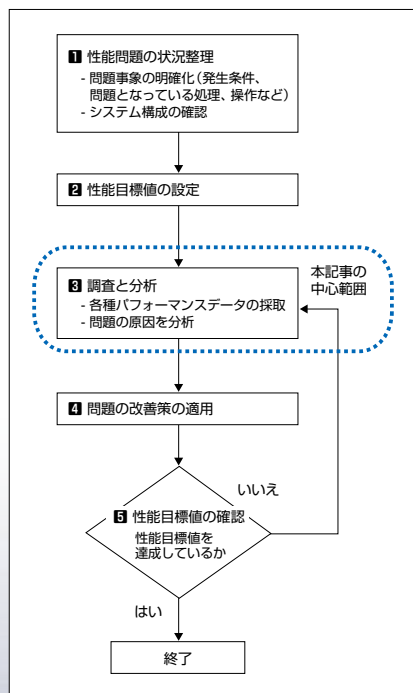 1 性能問題の状況整理
- 問題事象の明確化(発生条件、
問題となっている処理、操作など)
- システム構成の確認
2 性能目標値の設定
本記事の
中心範囲
3 調査と分析
- 各種パフォーマンスデータの採取
- 問題の原因を分析
4 問題の改善策の適用
いいえ
5 性能目標値の確認
性能目標値を
達成しているか
はい
終了